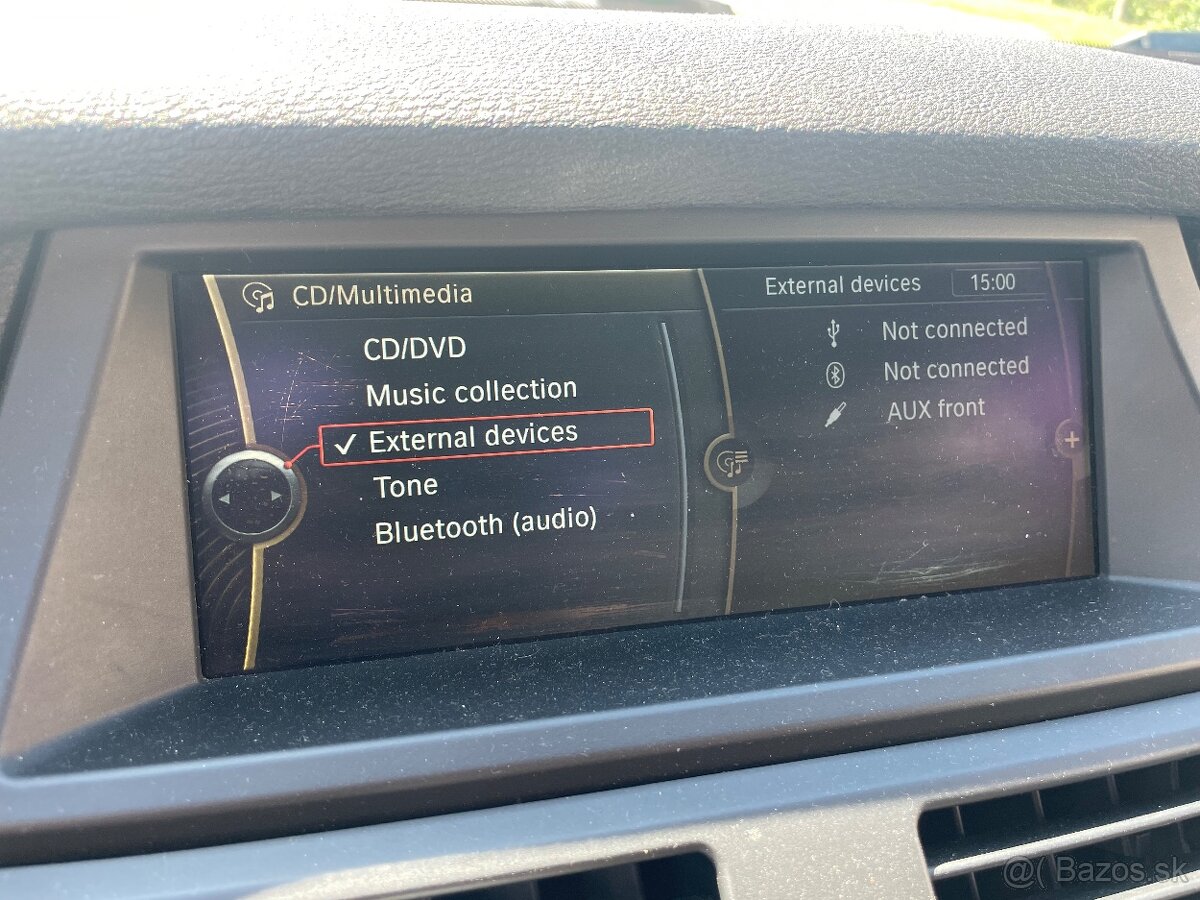 CD/Multimedia
CD/DVD
Music collection
✓ External devices
Tone
Bluetooth (audio)
External devices 15:00
Not connected
Not connected
AUX front
@( Bazos.sk